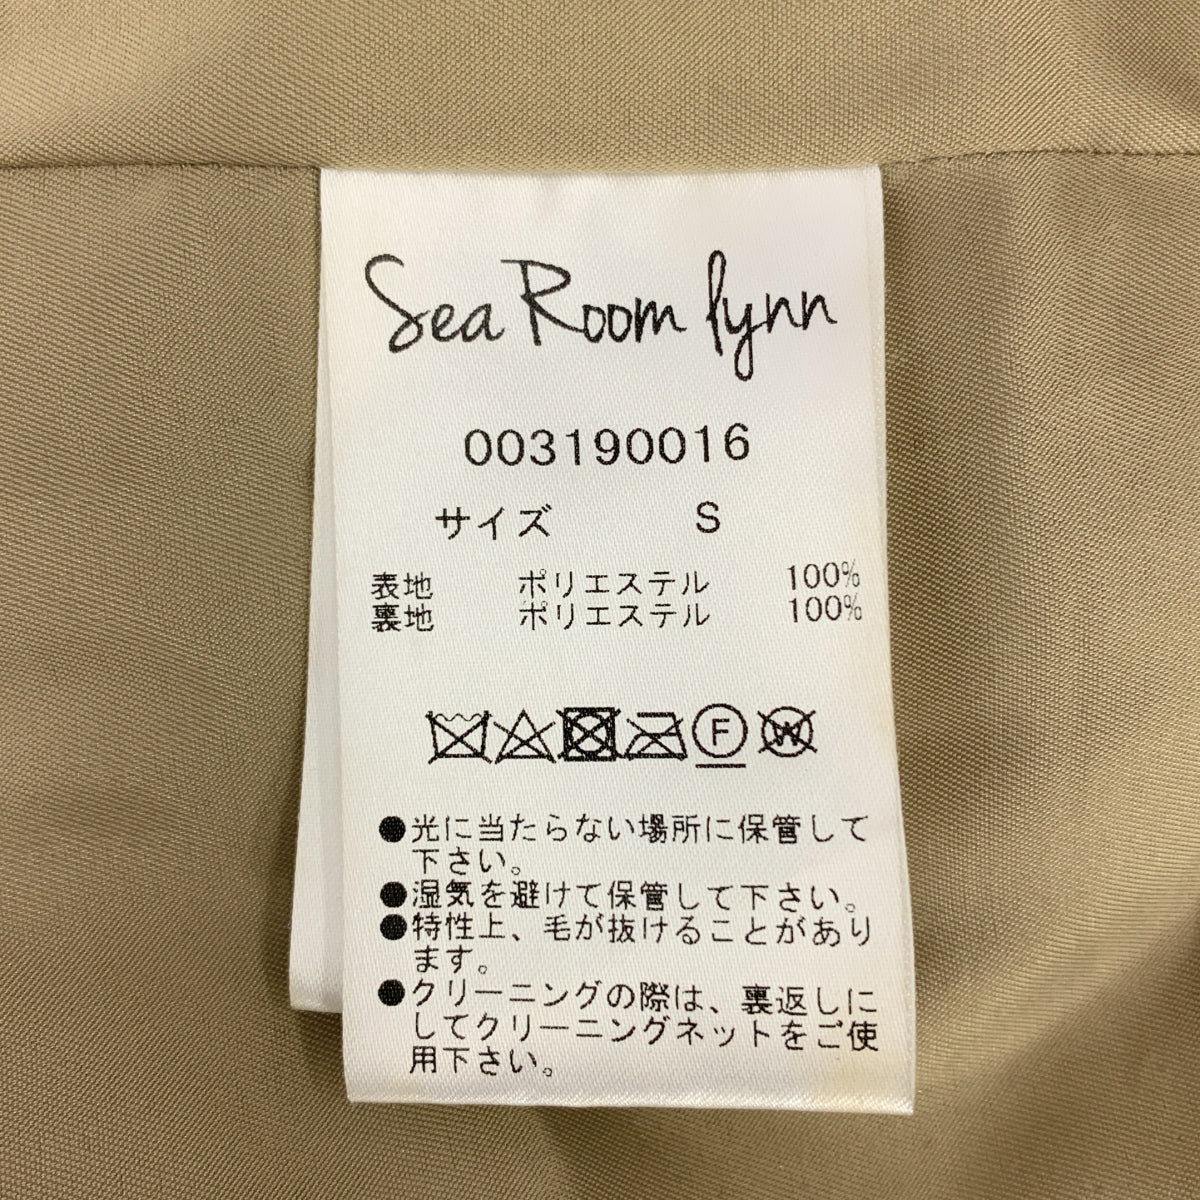 Sea Room lynn
003190016
サイズ S
表地 ポリエステル 100%
裏地 ポリエステル 100%
F W
●光に当たらない場所に保管して
下さい。
●湿気を避けて保管して下さい。
●特性上、毛が抜けることがあり
ます。
●クリーニングの際は、裏返しに
してクリーニングネットをご使
用下さい。